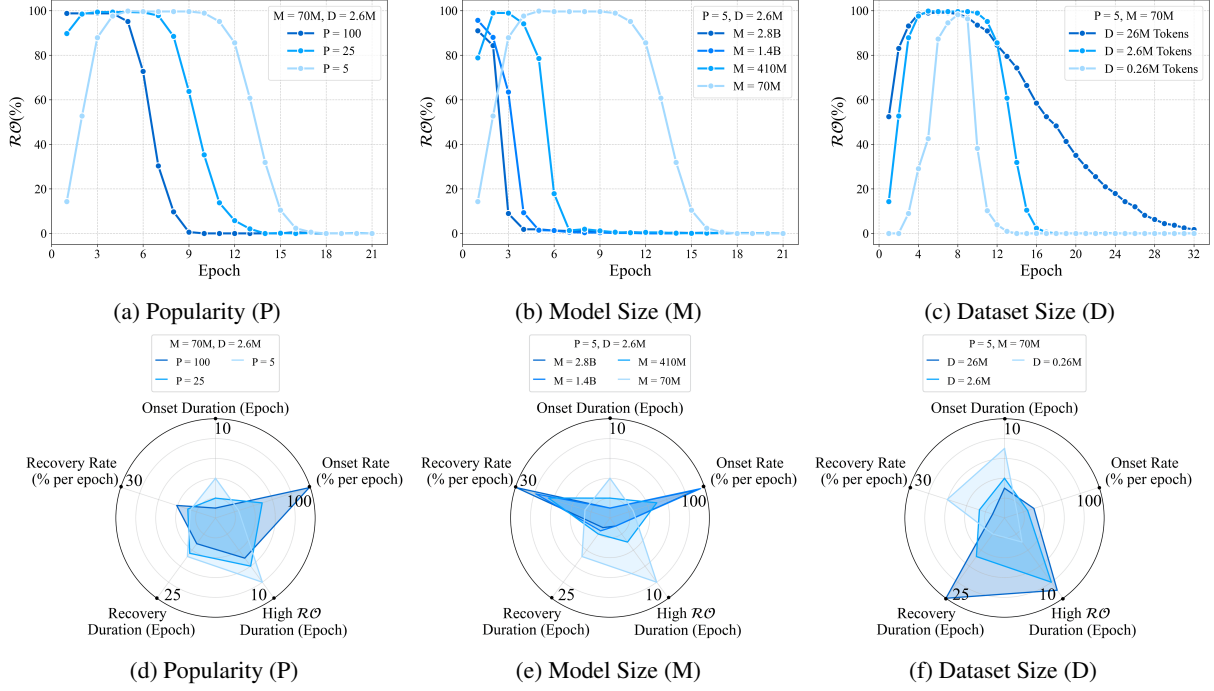 M = 70M, D = 2.6M
P = 100
P = 25
P = 5
RO(%)
100
80
60
40
20
0
0 3 6 9 12 15 18 21
Epoch
(a) Popularity (P)
P = 5, D = 2.6M
M = 2.8B
M = 1.4B
M = 410M
M = 70M
RO(%)
100
80
60
40
20
0
0 3 6 9 12 15 18 21
Epoch
(b) Model Size (M)
P = 5, M = 70M
D = 26M Tokens
D = 2.6M Tokens
D = 0.26M Tokens
RO(%)
100
80
60
40
20
0
0 4 8 12 16 20 24 28 32
Epoch
(c) Dataset Size (D)
M = 70M, D = 2.6M
P = 100 P = 5
P = 25
Onset Duration (Epoch)
10
Recovery Rate
(% per epoch)
30
Onset Rate
(% per epoch)
100
25
Recovery
Duration (Epoch)
10
High RO
Duration (Epoch)
(d) Popularity (P)
P = 5, D = 2.6M
M = 2.8B M = 410M
M = 1.4B M = 70M
Onset Duration (Epoch)
10
Recovery Rate
(% per epoch)
30
Onset Rate
(% per epoch)
100
25
Recovery
Duration (Epoch)
10
High RO
Duration (Epoch)
(e) Model Size (M)
P = 5, M = 70M
D = 26M D = 0.26M
D = 2.6M
Onset Duration (Epoch)
10
Recovery Rate
(% per epoch)
30
Onset Rate
(% per epoch)
100
25
Recovery
Duration (Epoch)
10
High RO
Duration (Epoch)
(f) Dataset Size (D)